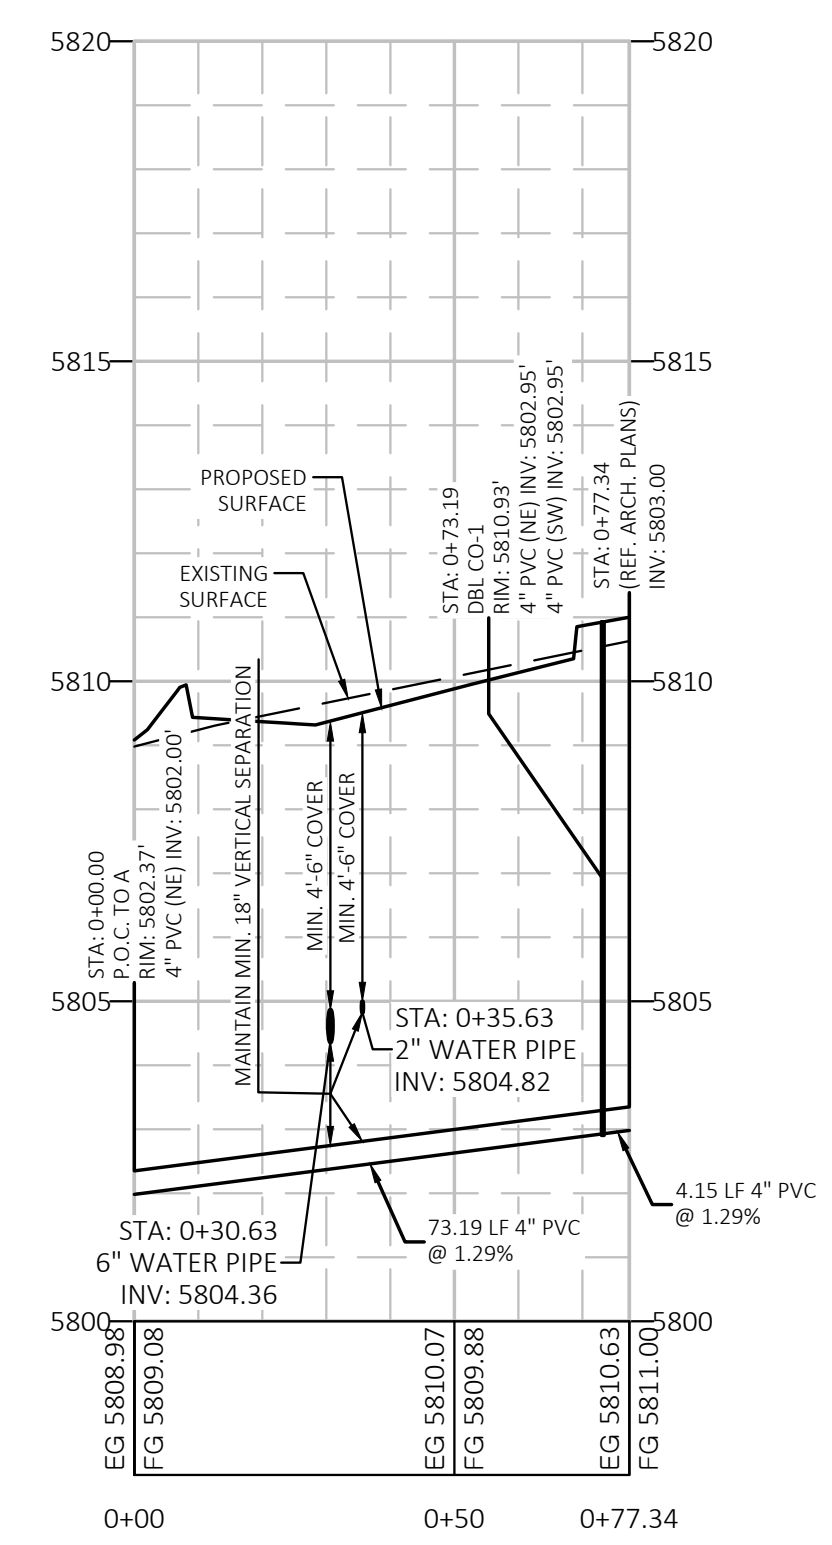 5820
5820
5815
5815
PROPOSED
SURFACE
EXISTING
SURFACE
STA: 0+73.19
DBL CO-1
RIM: 5810.93'
4" PVC (NE) INV: 5802.95'
4" PVC (SW) INV: 5802.95'
STA: 0+77.34
(REF. ARCH. PLANS)
INV: 5803.00
5810
5810
STA: 0+00.00
P.O.C. TO A
RIM: 5802.37'
4" PVC (NE) INV: 5802.00'
MAINTAIN MIN. 18" VERTICAL SEPARATION
MIN. 4'-6" COVER
MIN. 4'-6" COVER
5805
5805
STA: 0+35.63
2" WATER PIPE
INV: 5804.82
STA: 0+30.63
6" WATER PIPE
INV: 5804.36
73.19 LF 4" PVC
@ 1.29%
4.15 LF 4" PVC
@ 1.29%
5800
5800
EG 5808.98
FG 5809.08
EG 5810.07
FG 5809.88
EG 5810.63
FG 5811.00
0+00
0+50
0+77.34